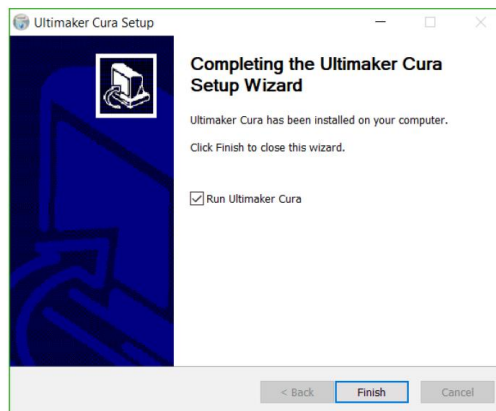 Ultimaker Cura Setup
Completing the Ultimaker Cura
Setup Wizard
Ultimaker Cura has been installed on your computer.
Click Finish to close this wizard.
Run Ultimaker Cura
< Back
Finish
Cancel